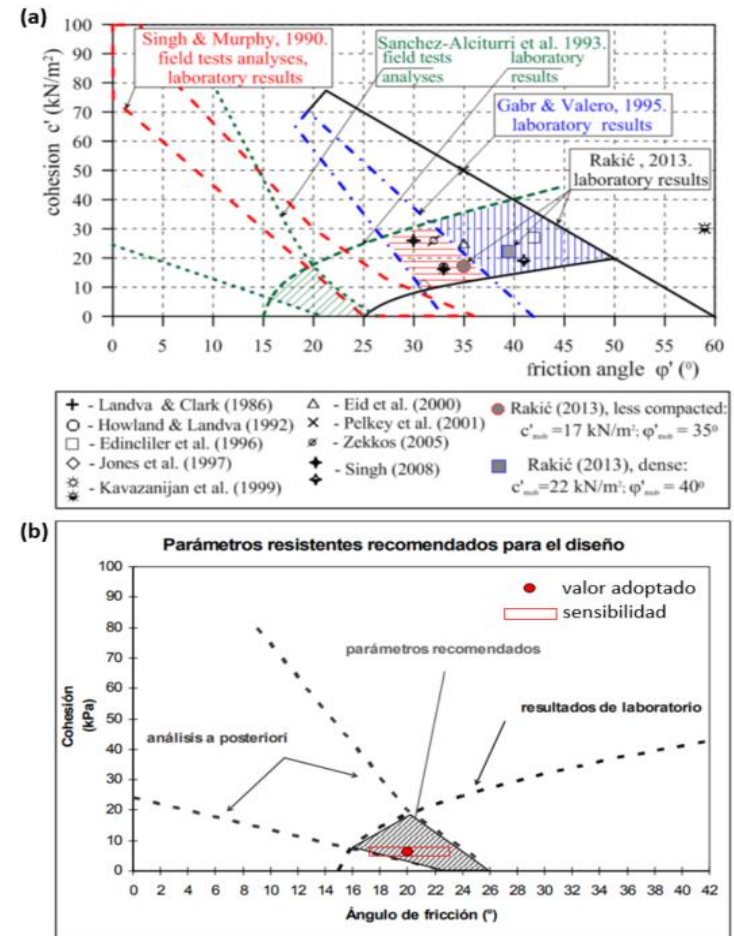 (a)
Singh & Murphy, 1990.
field tests analyses,
laboratory results
Sanchez-Alciturri et al. 1993.
field tests laboratory
analyses results
Gabr & Valero, 1995.
laboratory results
Rakić , 2013.
laboratory results
cohesion c' (kN/m²)
100
90
80
70
60
50
40
30
20
10
0
0 5 10 15 20 25 30 35 40 45 50 55 60
friction angle φ' (⁰)
- Landva & Clark (1986)
- Howland & Landva (1992)
- Edincliler et al. (1996)
- Jones et al. (1997)
- Kavazanijan et al. (1999)
- Eid et al. (2000)
- Pelkey et al. (2001)
- Zekkos (2005)
- Singh (2008)
Rakić (2013), less compacted:
c'mob=17 kN/m²; φ'mob = 35⁰
Rakić (2013), dense:
c'mob=22 kN/m²; φ'mob = 40⁰
(b)
Parámetros resistentes recomendados para el diseño
valor adoptado
sensibilidad
parámetros recomendados
resultados de laboratorio
análisis a posteriori
Cohesión
(kPa)
100
90
80
70
60
50
40
30
20
10
0
0 2 4 6 8 10 12 14 16 18 20 22 24 26 28 30 32 34 36 38 40 42
Ángulo de fricción (°)